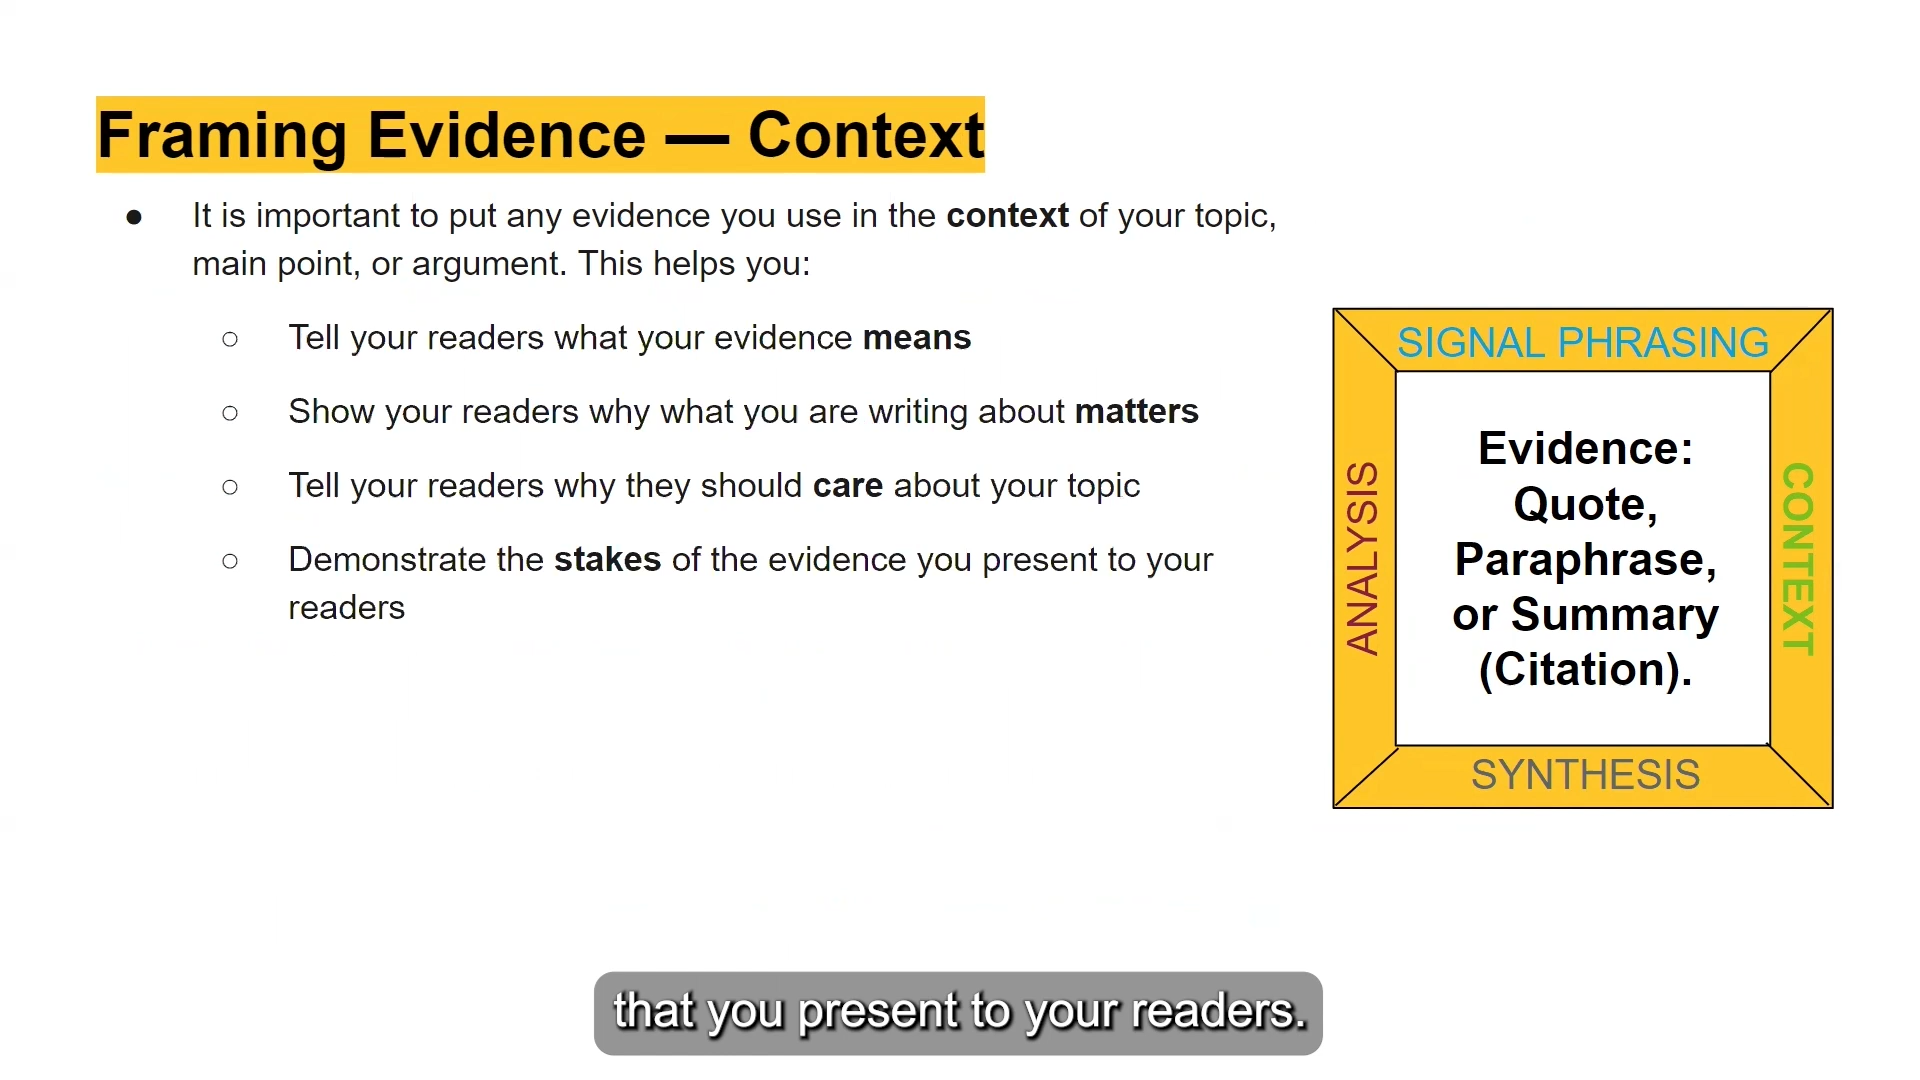 Framing Evidence — Context
● It is important to put any evidence you use in the context of your topic,
main point, or argument. This helps you:
○ Tell your readers what your evidence means
○ Show your readers why what you are writing about matters
○ Tell your readers why they should care about your topic
○ Demonstrate the stakes of the evidence you present to your
readers
SIGNAL PHRASING
ANALYSIS
Evidence:
Quote,
Paraphrase,
or Summary
(Citation).
CONTEXT
SYNTHESIS
that you present to your readers.